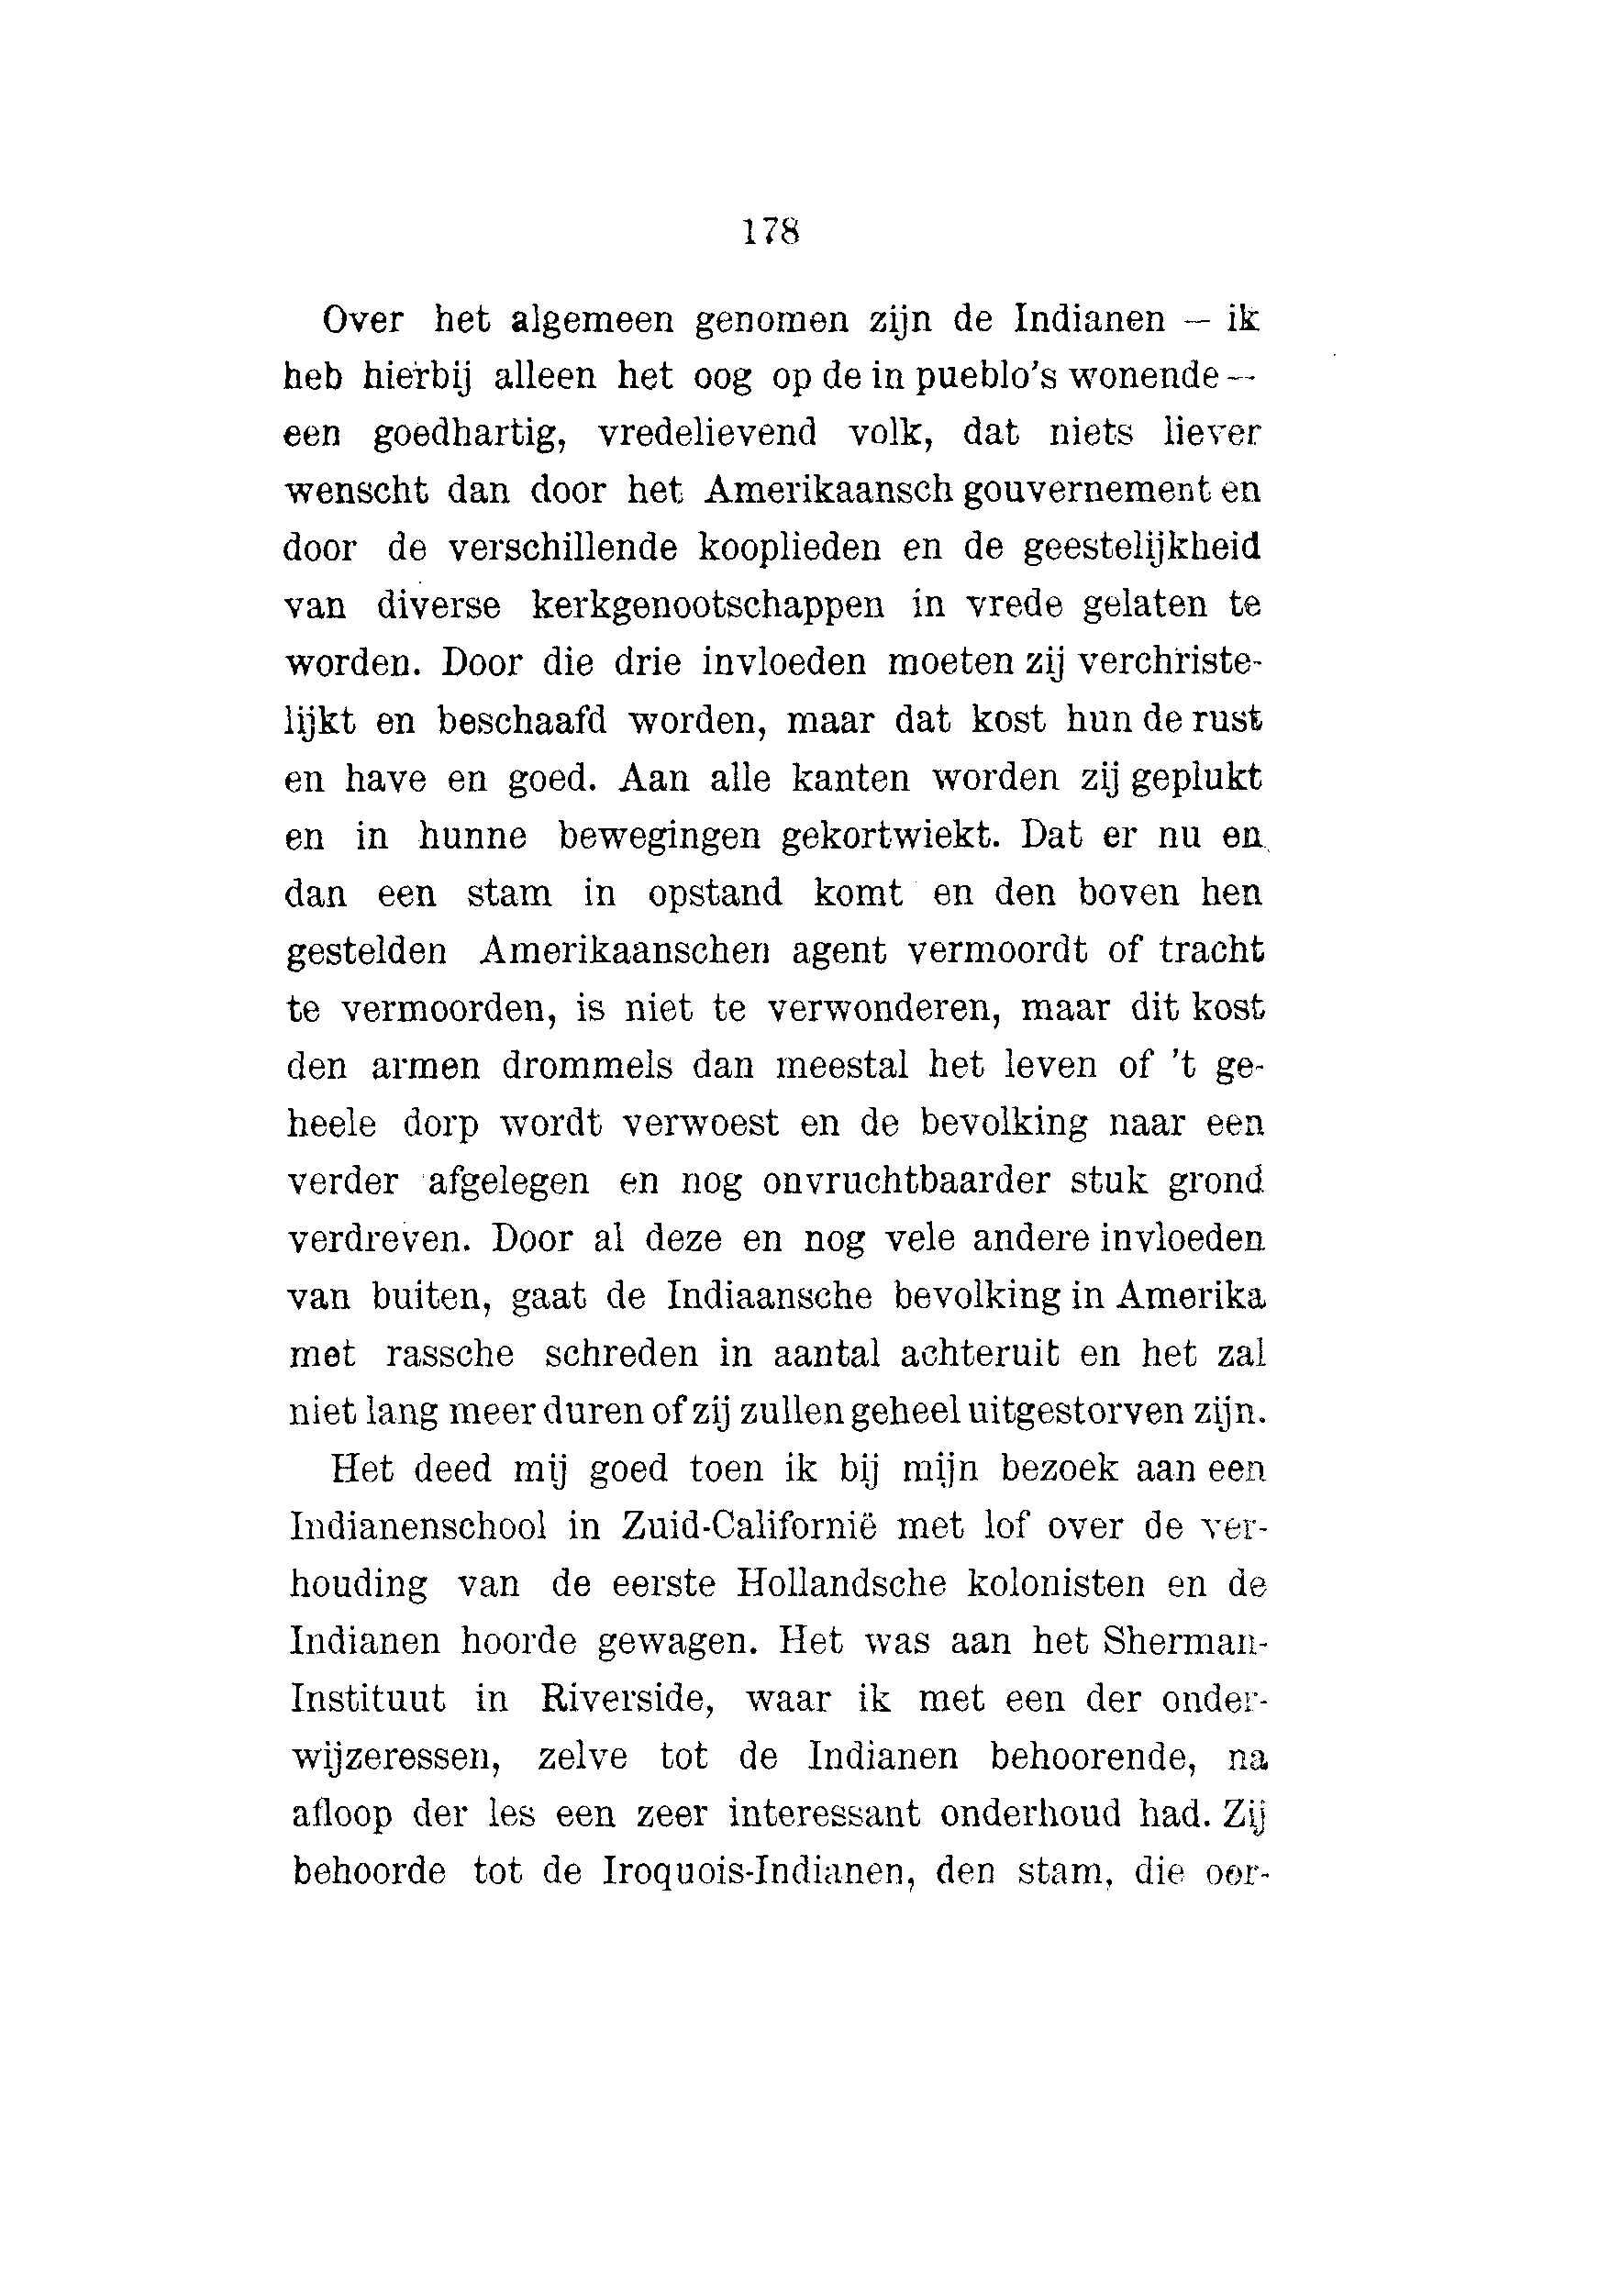 178
Over het algemeen genomen zijn de Indianen — ik
heb hierbij alleen het oog op de in pueblo's wonende —
een goedhartig, vredelievend volk, dat niets liever
wenscht dan door het Amerikaansch gouvernement en
door de verschillende kooplieden en de geestelijkheid
van diverse kerkgenootschappen in vrede gelaten te
worden. Door die drie invloeden moeten zij verchriste-
lijkt en beschaafd worden, maar dat kost hun de rust
en have en goed. Aan alle kanten worden zij geplukt
en in hunne bewegingen gekortwiekt. Dat er nu en
dan een stam in opstand komt en den boven hen
gestelden Amerikaanschen agent vermoordt of tracht
te vermoorden, is niet te verwonderen, maar dit kost
den armen drommels dan meestal het leven of 't ge-
heele dorp wordt verwoest en de bevolking naar een
verder afgelegen en nog onvruchtbaarder stuk grond
verdreven. Door al deze en nog vele andere invloeden
van buiten, gaat de Indiaansche bevolking in Amerika
met rassche schreden in aantal achteruit en het zal
niet lang meer duren of zij zullen geheel uitgestorven zijn.
Het deed mij goed toen ik bij mijn bezoek aan een
Indianenschool in Zuid-Californië met lof over de ver-
houding van de eerste Hollandsche kolonisten en de
Indianen hoorde gewagen. Het was aan het Sherman-
Instituut in Riverside, waar ik met een der onder-
wijzeressen, zelve tot de Indianen behoorende, na
afloop der les een zeer interessant onderhoud had. Zij
behoorde tot de Iroquois-Indianen, den stam, die oor-